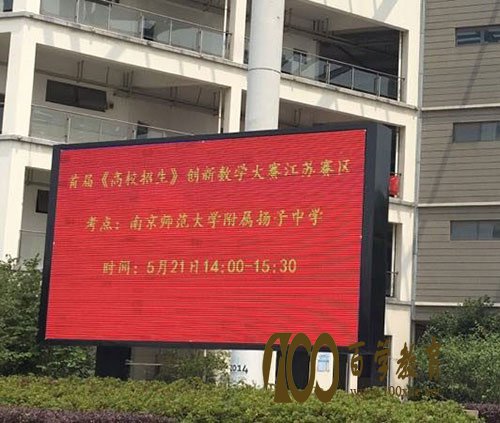 首届《高校招生》创新数学大赛江苏赛区
考点：南京师范大学附属扬子中学
时间：5月21日14:00-15:30
2014
100百学教育